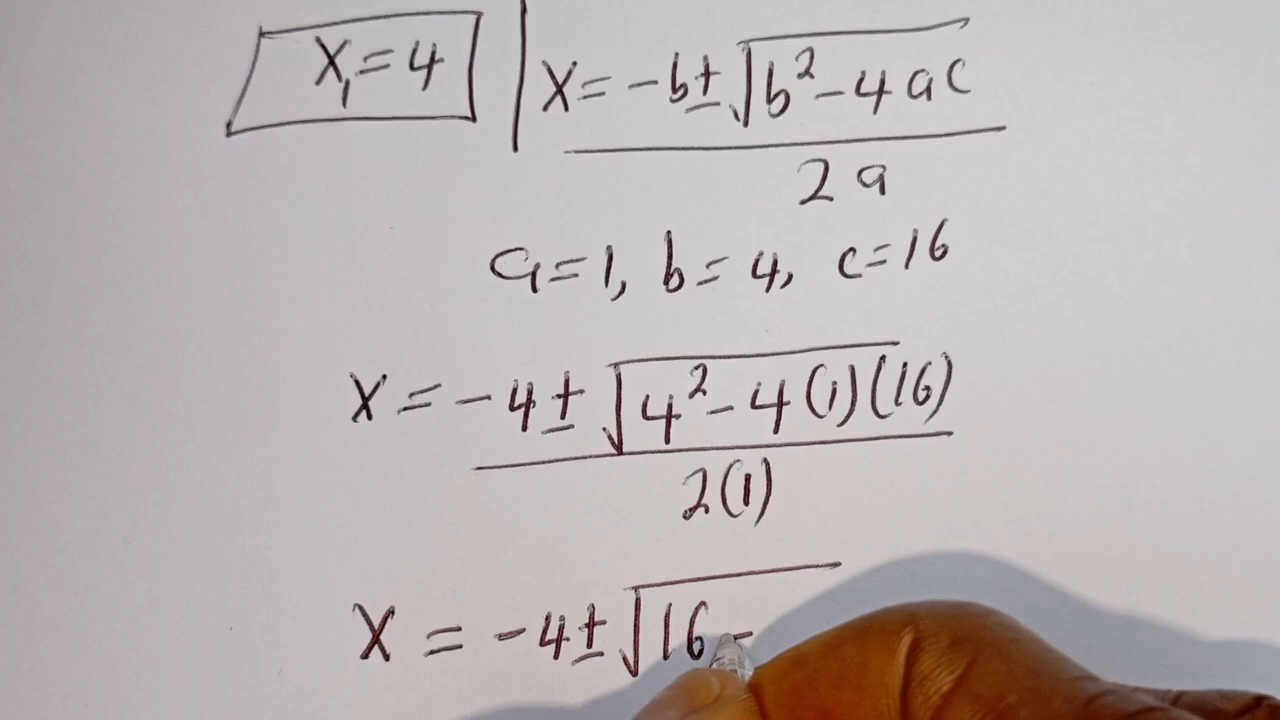 X₁=4
X= -b±√b²-4ac
2a
a=1, b=4, c=16
X = -4±√4²-4(1)(16)
2(1)
X = -4±√16-